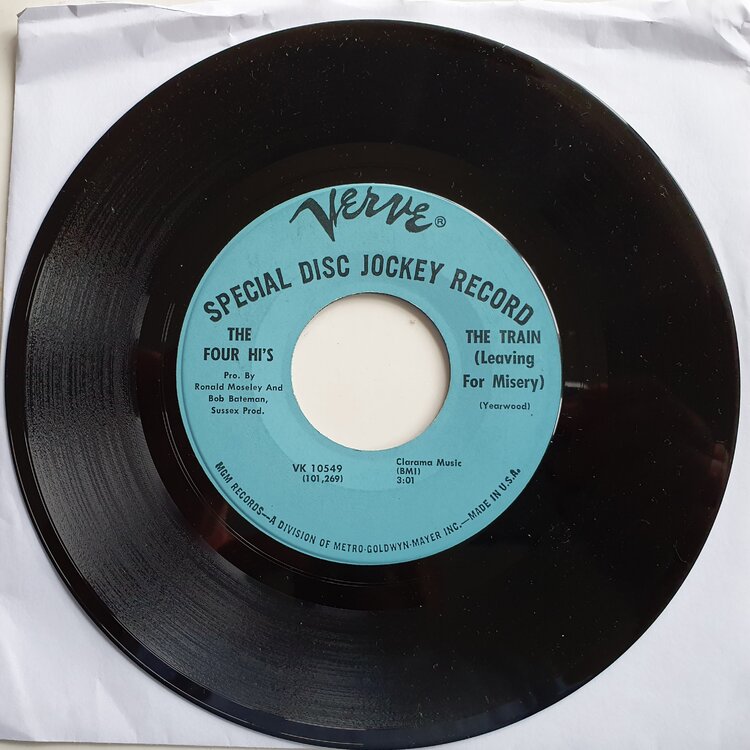 VERVE®
SPECIAL DISC JOCKEY RECORD
THE
FOUR HI'S
Pro. By
Ronald Moseley And
Bob Bateman,
Sussex Prod.
THE TRAIN
(Leaving
For Misery)
(Yearwood)
VK 10549
(101,269)
Clarama Music
(BMI)
3:01
MGM RECORDS—A DIVISION OF METRO-GOLDWYN-MAYER INC.—MADE IN U.S.A.